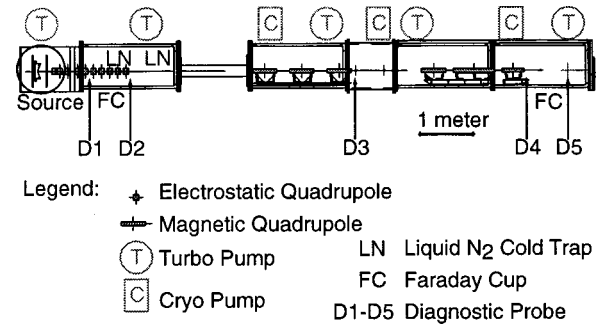 T T C T C T C T
LN LN
Source FC FC
1 meter
D1 D2 D3 D4 D5
Legend:
Electrostatic Quadrupole
Magnetic Quadrupole
T Turbo Pump
C Cryo Pump
LN Liquid N2 Cold Trap
FC Faraday Cup
D1-D5 Diagnostic Probe